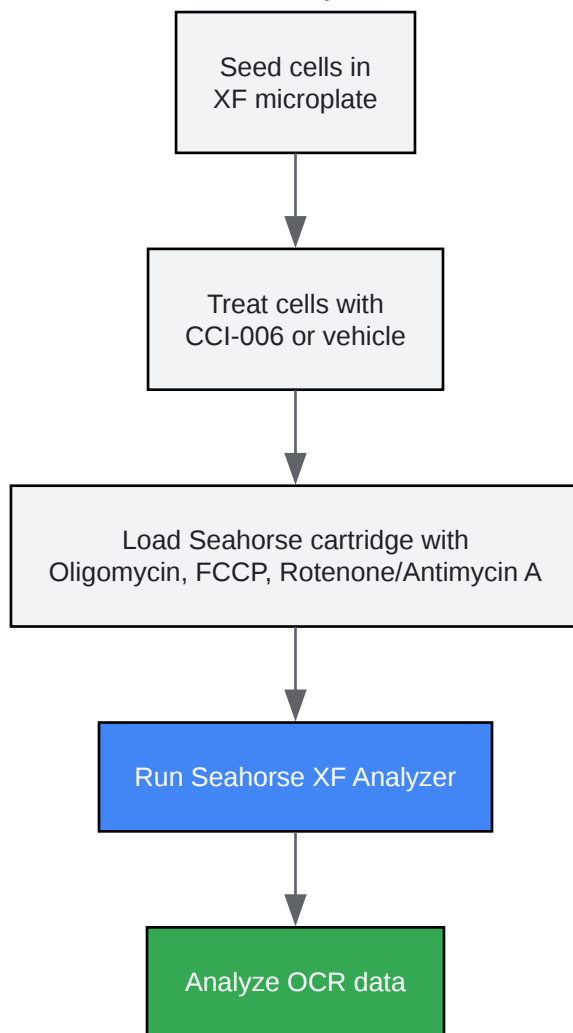 Seed cells in
XF microplate
Treat cells with
CCI-006 or vehicle
Load Seahorse cartridge with
Oligomycin, FCCP, Rotenone/Antimycin A
Run Seahorse XF Analyzer
Analyze OCR data